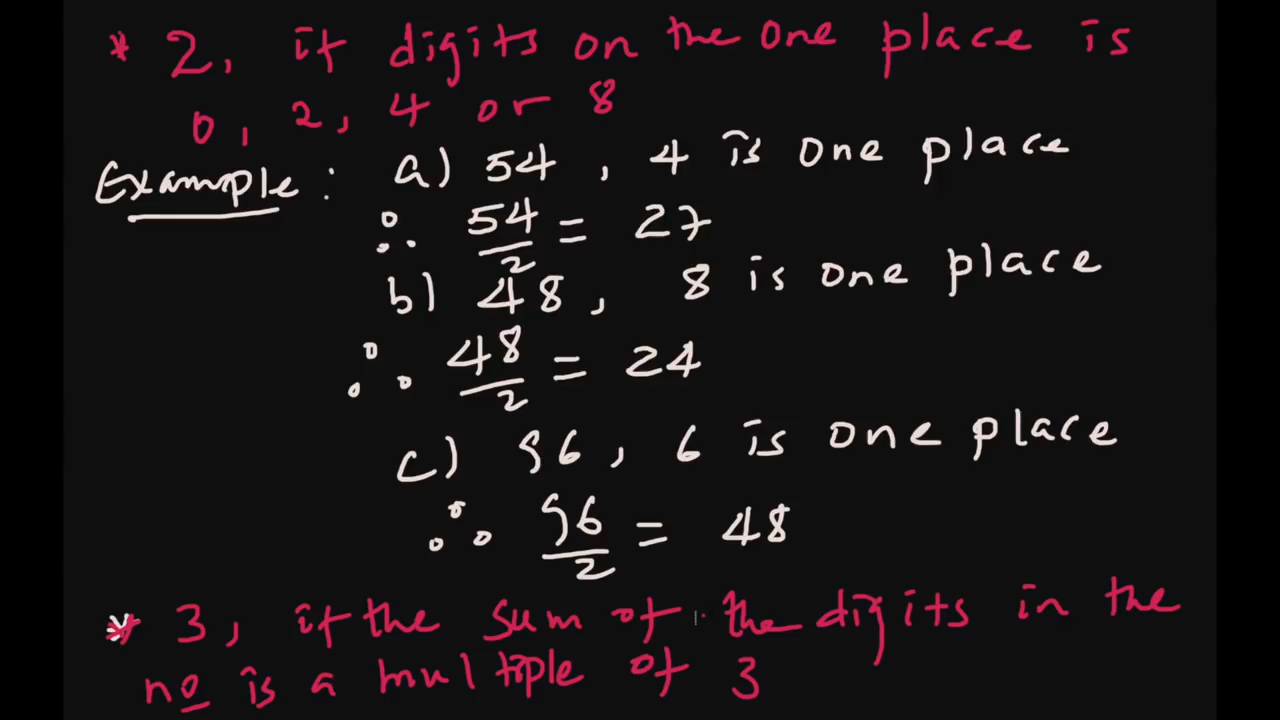 * 2, if digits on the one place is
0, 2, 4 or 8
Example: a) 54, 4 is one place
∴ 54/2 = 27
b) 48, 8 is one place
∴ 48/2 = 24
c) 96, 6 is one place
∴ 96/2 = 48
* 3, if the sum of the digits in the
no is a multiple of 3